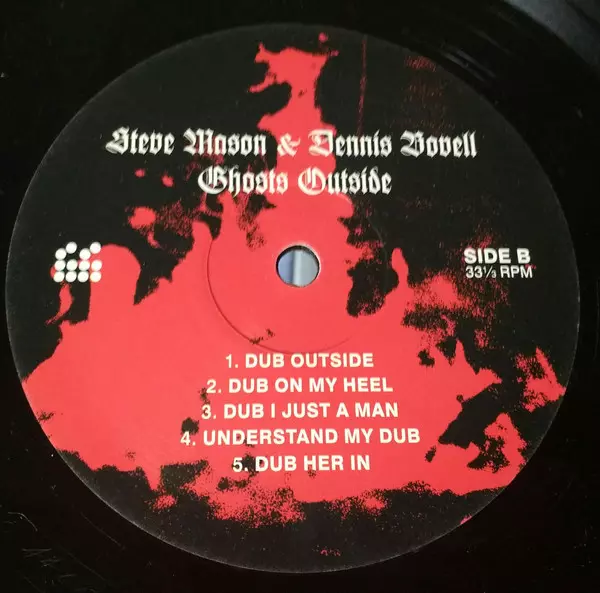 Steve Mason & Dennis Bovell
Ghosts Outside
SIDE B
33⅓ RPM
1. DUB OUTSIDE
2. DUB ON MY HEEL
3. DUB I JUST A MAN
4. UNDERSTAND MY DUB
5. DUB HER IN